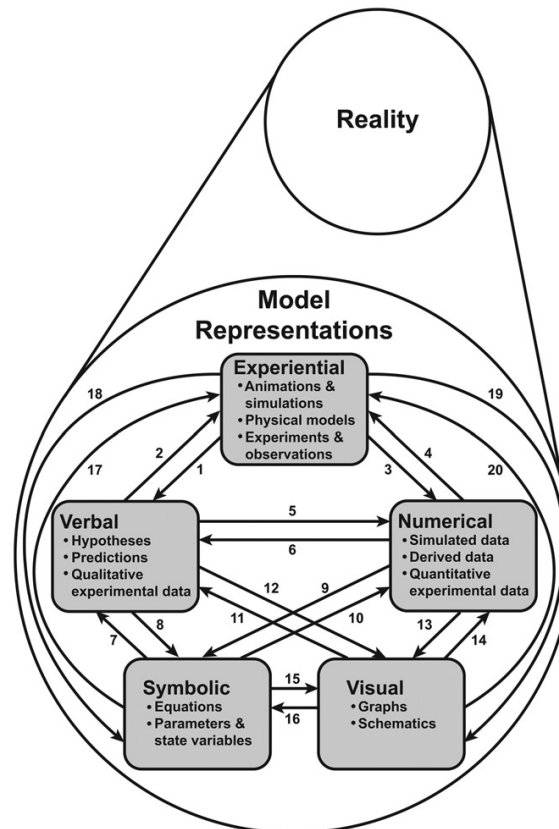 Reality
Model
Representations
Experiential
• Animations &
simulations
• Physical models
• Experiments &
observations
18
19
17
2
1
3
4
20
Verbal
• Hypotheses
• Predictions
• Qualitative
experimental data
5
6
Numerical
• Simulated data
• Derived data
• Quantitative
experimental data
12
9
11
10
7
8
13
14
Symbolic
• Equations
• Parameters &
state variables
15
16
Visual
• Graphs
• Schematics